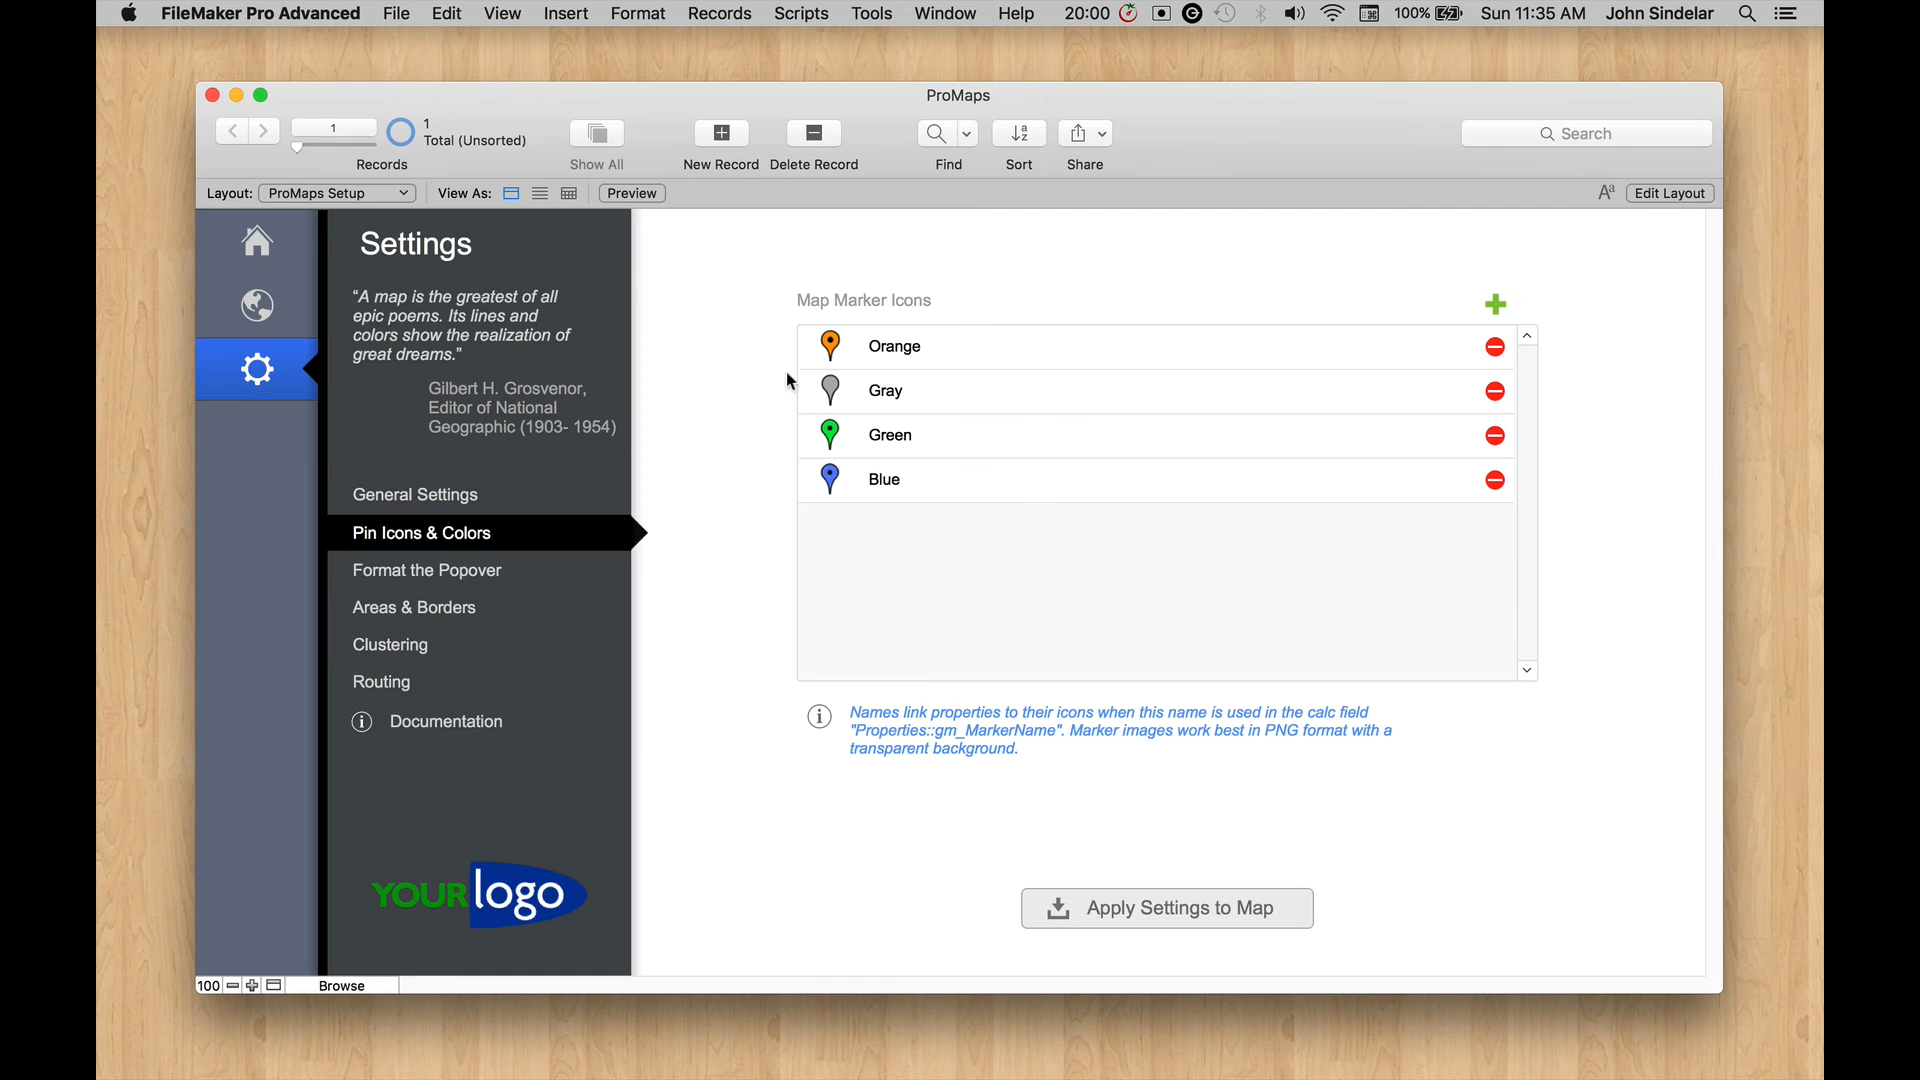 FileMaker Pro Advanced File Edit View Insert Format Records Scripts Tools Window Help 20:00 100% Sun 11:35 AM John Sindelar
ProMaps
1
1
Total (Unsorted)
Search
Records Show All New Record Delete Record Find Sort Share
Layout: ProMaps Setup View As: Preview Aa Edit Layout
Settings
“A map is the greatest of all
epic poems. Its lines and
colors show the realization of
great dreams.”
Gilbert H. Grosvenor,
Editor of National
Geographic (1903- 1954)
General Settings
Pin Icons & Colors
Format the Popover
Areas & Borders
Clustering
Routing
Documentation
YOURlogo
Map Marker Icons
Orange
Gray
Green
Blue
Names link properties to their icons when this name is used in the calc field
"Properties::gm_MarkerName". Marker images work best in PNG format with a
transparent background.
Apply Settings to Map
100 Browse